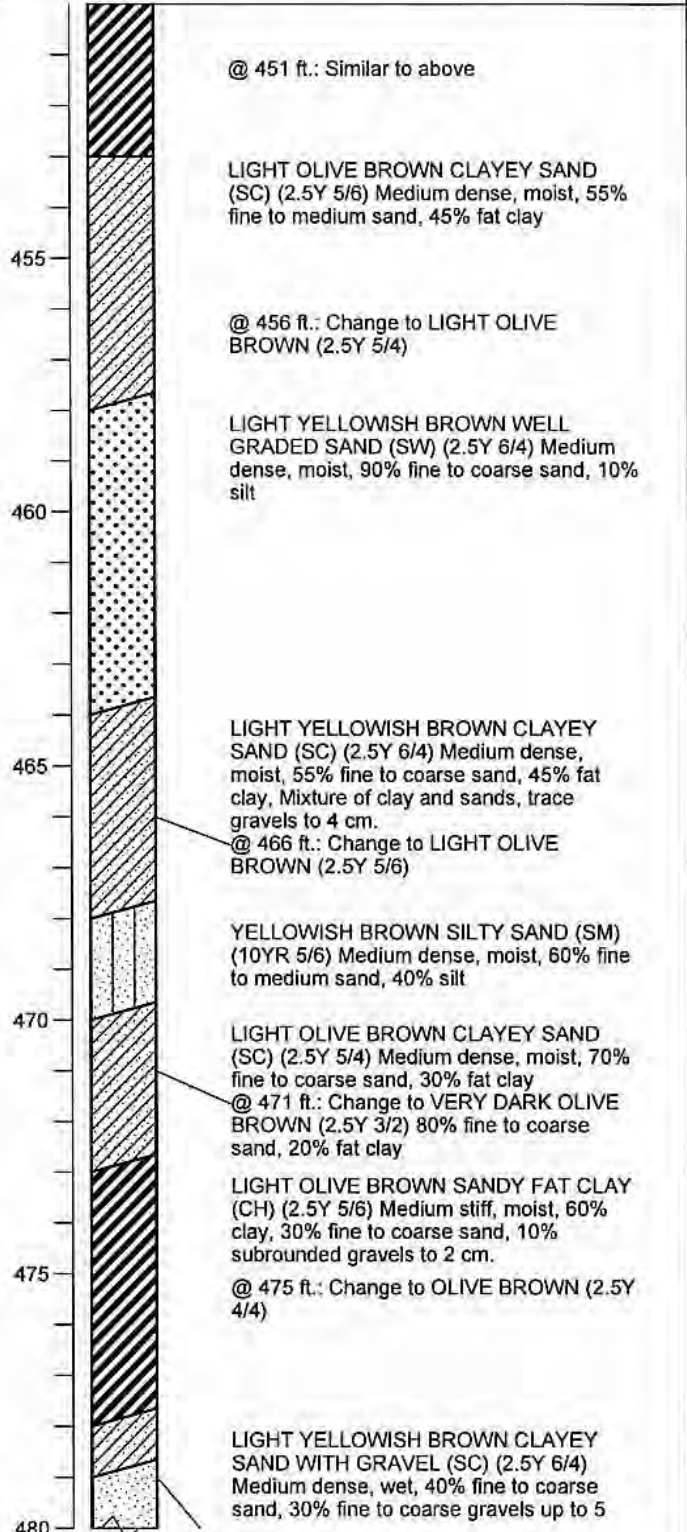 @ 451 ft.: Similar to above
LIGHT OLIVE BROWN CLAYEY SAND
(SC) (2.5Y 5/6) Medium dense, moist, 55%
fine to medium sand, 45% fat clay
455
@ 456 ft.: Change to LIGHT OLIVE
BROWN (2.5Y 5/4)
LIGHT YELLOWISH BROWN WELL
GRADED SAND (SW) (2.5Y 6/4) Medium
dense, moist, 90% fine to coarse sand, 10%
silt
460
LIGHT YELLOWISH BROWN CLAYEY
SAND (SC) (2.5Y 6/4) Medium dense,
moist, 55% fine to coarse sand, 45% fat
clay, Mixture of clay and sands, trace
gravels to 4 cm.
465
@ 466 ft.: Change to LIGHT OLIVE
BROWN (2.5Y 5/6)
YELLOWISH BROWN SILTY SAND (SM)
(10YR 5/6) Medium dense, moist, 60% fine
to medium sand, 40% silt
470
LIGHT OLIVE BROWN CLAYEY SAND
(SC) (2.5Y 5/4) Medium dense, moist, 70%
fine to coarse sand, 30% fat clay
@ 471 ft.: Change to VERY DARK OLIVE
BROWN (2.5Y 3/2) 80% fine to coarse
sand, 20% fat clay
LIGHT OLIVE BROWN SANDY FAT CLAY
(CH) (2.5Y 5/6) Medium stiff, moist, 60%
clay, 30% fine to coarse sand, 10%
subrounded gravels to 2 cm.
475
@ 475 ft.: Change to OLIVE BROWN (2.5Y
4/4)
LIGHT YELLOWISH BROWN CLAYEY
SAND WITH GRAVEL (SC) (2.5Y 6/4)
Medium dense, wet, 40% fine to coarse
sand, 30% fine to coarse gravels up to 5
480